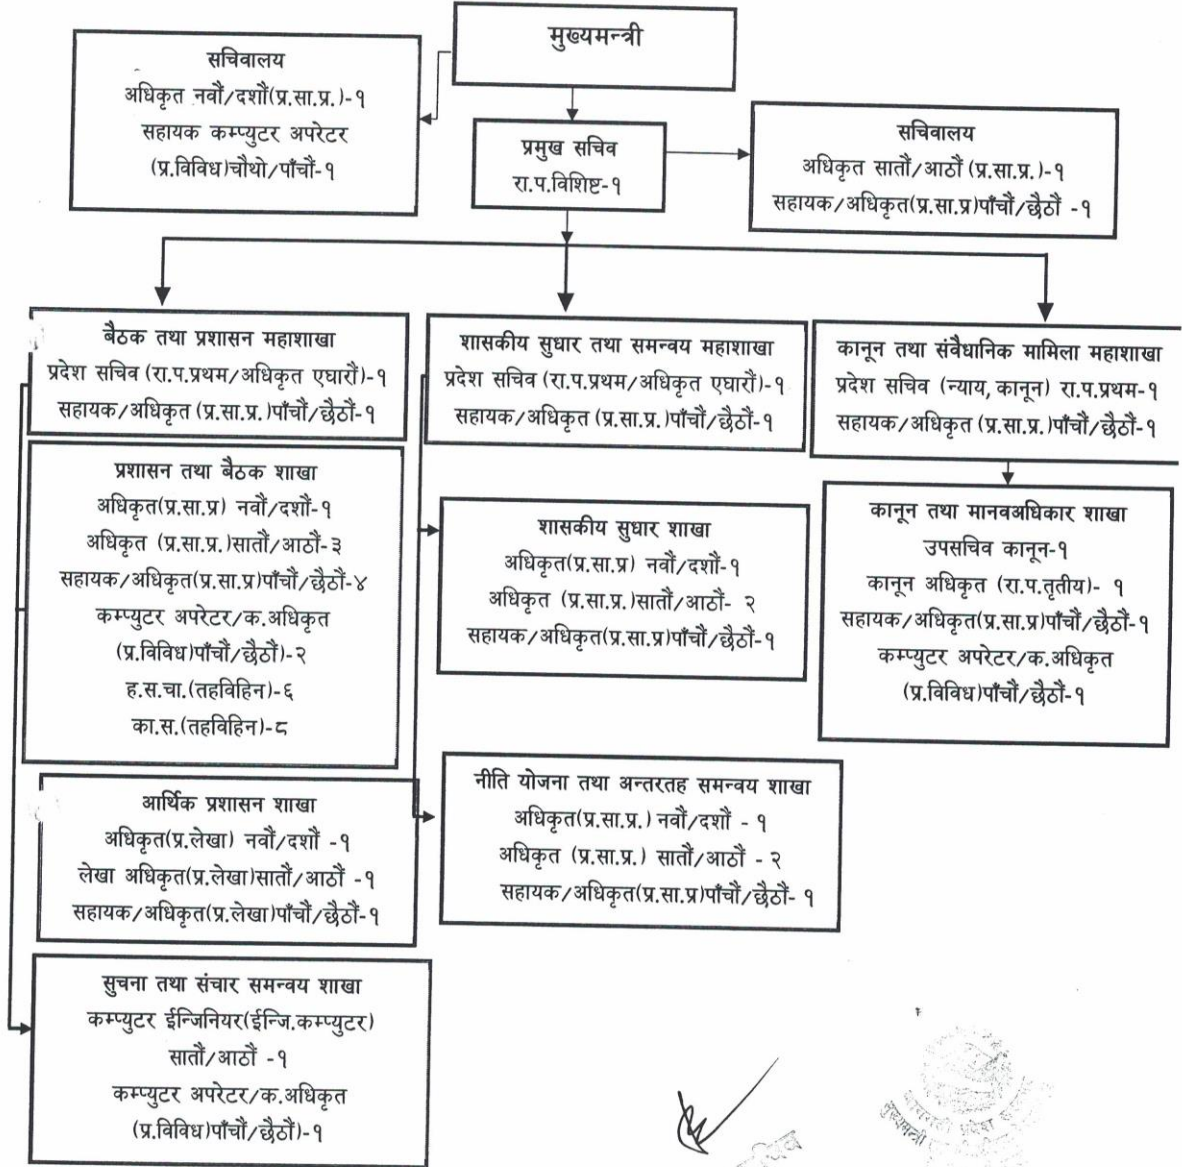 मुख्यमन्त्री
सचिवालय
अधिकृत नवौं/दशौं(प्र.सा.प्र.)-१
सहायक कम्प्युटर अपरेटर
(प्र.विविध)चौथो/पाँचौं-१
प्रमुख सचिव
रा.प.विशिष्ट-१
सचिवालय
अधिकृत सातौं/आठौं (प्र.सा.प्र.)-१
सहायक/अधिकृत(प्र.सा.प्र)पाँचौं/छैठौं -१
बैठक तथा प्रशासन महाशाखा
प्रदेश सचिव (रा.प.प्रथम/अधिकृत एघारौं)-१
सहायक/अधिकृत (प्र.सा.प्र.)पाँचौं/छैठौं-१
शासकीय सुधार तथा समन्वय महाशाखा
प्रदेश सचिव (रा.प.प्रथम/अधिकृत एघारौं)-१
सहायक/अधिकृत (प्र.सा.प्र.)पाँचौं/छैठौं-१
कानून तथा संवैधानिक मामिला महाशाखा
प्रदेश सचिव (न्याय, कानून) रा.प.प्रथम-१
सहायक/अधिकृत (प्र.सा.प्र.)पाँचौं/छैठौं-१
प्रशासन तथा बैठक शाखा
अधिकृत(प्र.सा.प्र) नवौं/दशौं-१
अधिकृत (प्र.सा.प्र.)सातौं/आठौं-३
सहायक/अधिकृत(प्र.सा.प्र)पाँचौं/छैठौं-४
कम्प्युटर अपरेटर/क.अधिकृत
(प्र.विविध)पाँचौं/छैठौं)-२
ह.स.चा.(तहविहिन)-६
का.स.(तहविहिन)-८
शासकीय सुधार शाखा
अधिकृत(प्र.सा.प्र) नवौं/दशौं-१
अधिकृत (प्र.सा.प्र.)सातौं/आठौं- २
सहायक/अधिकृत(प्र.सा.प्र)पाँचौं/छैठौं-१
कानून तथा मानवअधिकार शाखा
उपसचिव कानून-१
कानून अधिकृत (रा.प.तृतीय)- १
सहायक/अधिकृत(प्र.सा.प्र)पाँचौं/छैठौं-१
कम्प्युटर अपरेटर/क.अधिकृत
(प्र.विविध)पाँचौं/छैठौं-१
आर्थिक प्रशासन शाखा
अधिकृत(प्र.लेखा) नवौं/दशौं -१
लेखा अधिकृत(प्र.लेखा)सातौं/आठौं -१
सहायक/अधिकृत(प्र.लेखा)पाँचौं/छैठौं-१
नीति योजना तथा अन्तरतह समन्वय शाखा
अधिकृत(प्र.सा.प्र.) नवौं/दशौं - १
अधिकृत (प्र.सा.प्र.) सातौं/आठौं - २
सहायक/अधिकृत(प्र.सा.प्र)पाँचौं/छैठौं- १
सुचना तथा संचार समन्वय शाखा
कम्प्युटर ईन्जिनियर(ईन्जि.कम्प्युटर)
सातौं/आठौं -१
कम्प्युटर अपरेटर/क.अधिकृत
(प्र.विविध)पाँचौं/छैठौं)-१